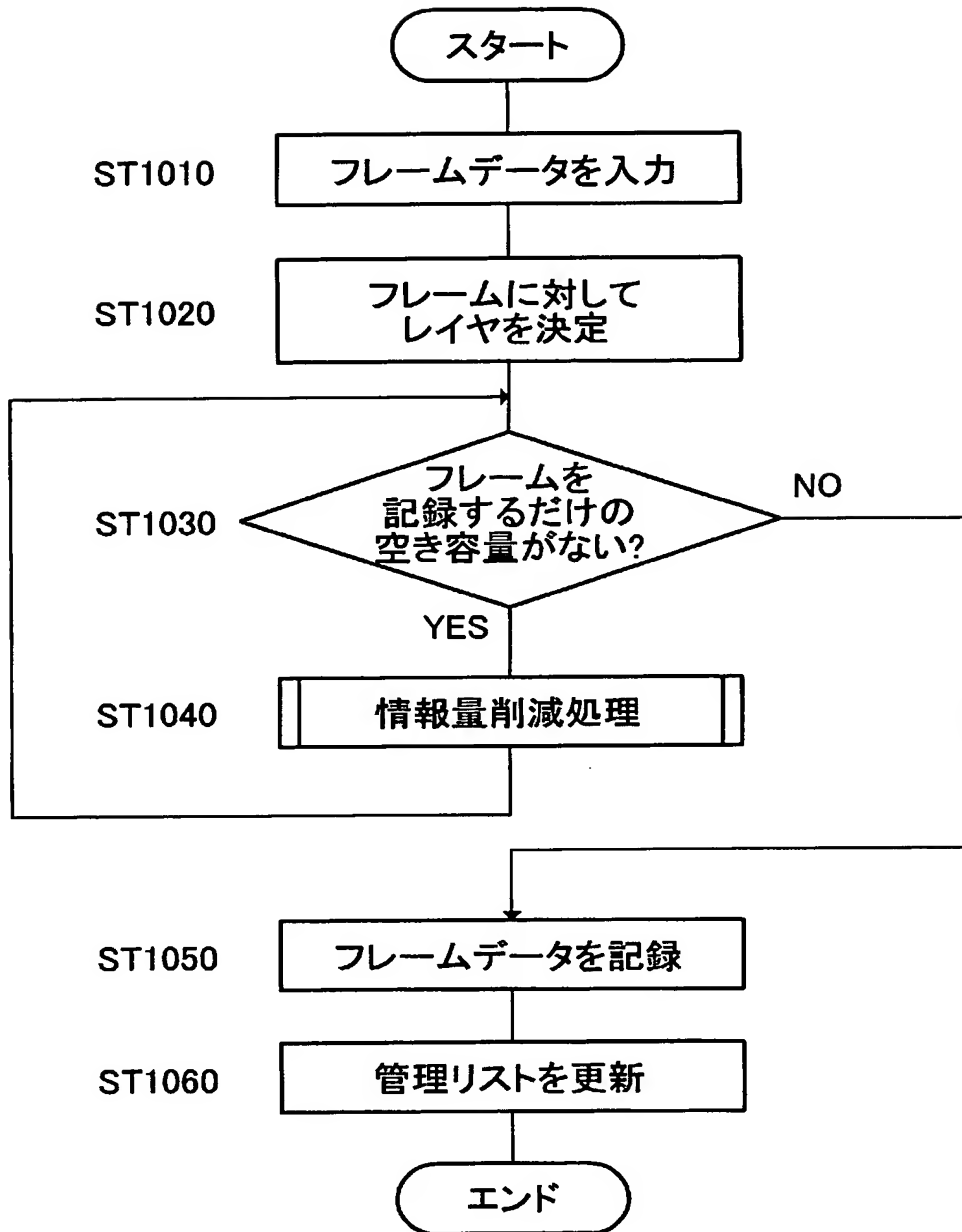 スタート
ST1010
フレームデータを入力
ST1020
フレームに対して
レイヤを決定
ST1030
フレームを
記録するだけの
空き容量がない?
NO
YES
ST1040
情報量削減処理
ST1050
フレームデータを記録
ST1060
管理リストを更新
エンド